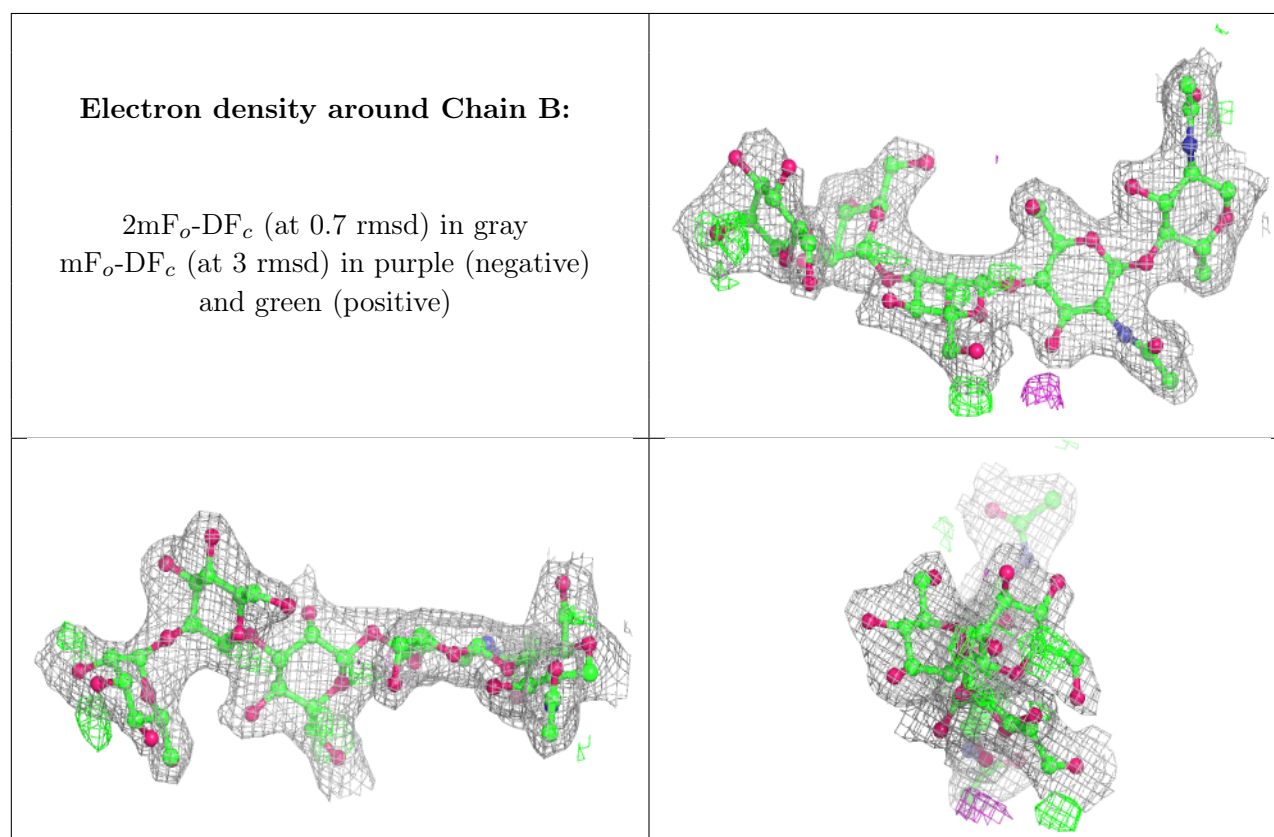 Electron density around Chain B:
2mFo-DFc (at 0.7 rmsd) in gray
mFo-DFc (at 3 rmsd) in purple (negative)
and green (positive)